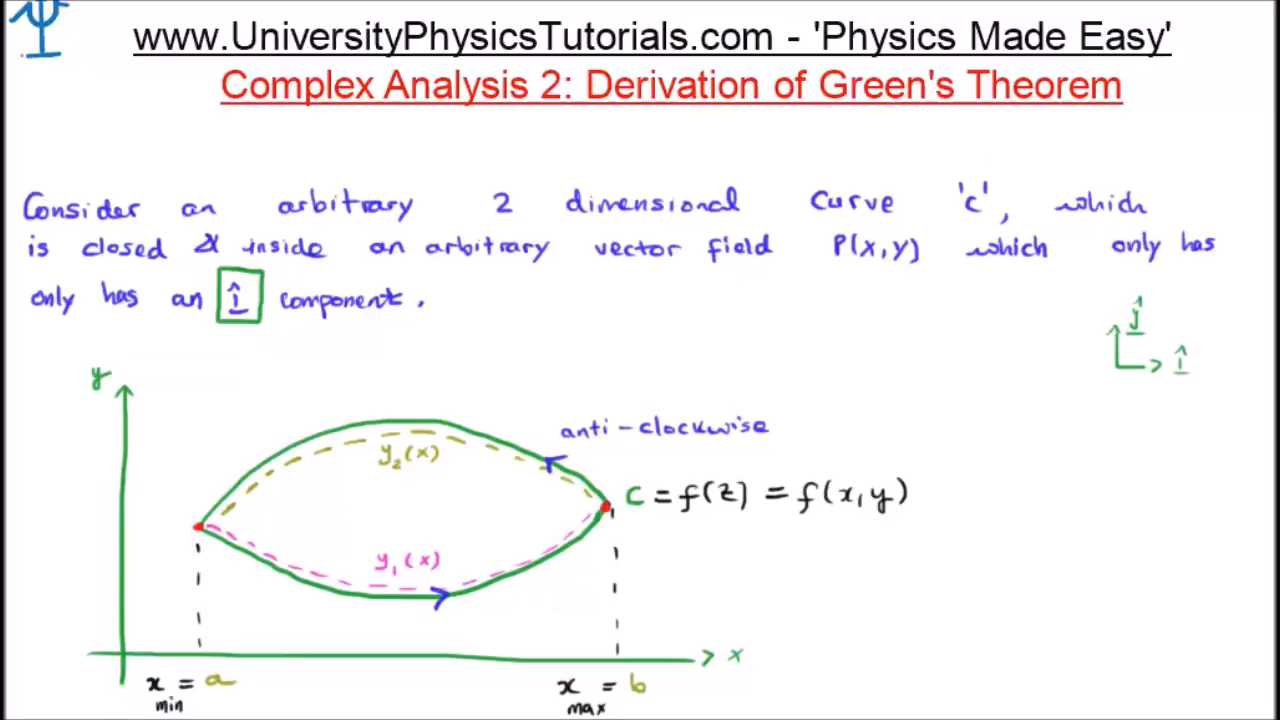 www.UniversityPhysicsTutorials.com - 'Physics Made Easy'
Complex Analysis 2: Derivation of Green's Theorem
Consider an arbitrary 2 dimensional curve 'c', which
is closed & inside an arbitrary vector field P(x,y) which only has
only has an î component.
ĵ
î
y
anti-clockwise
y₂(x)
C = f(z) = f(x,y)
y₁(x)
x
x min = a
x max = b